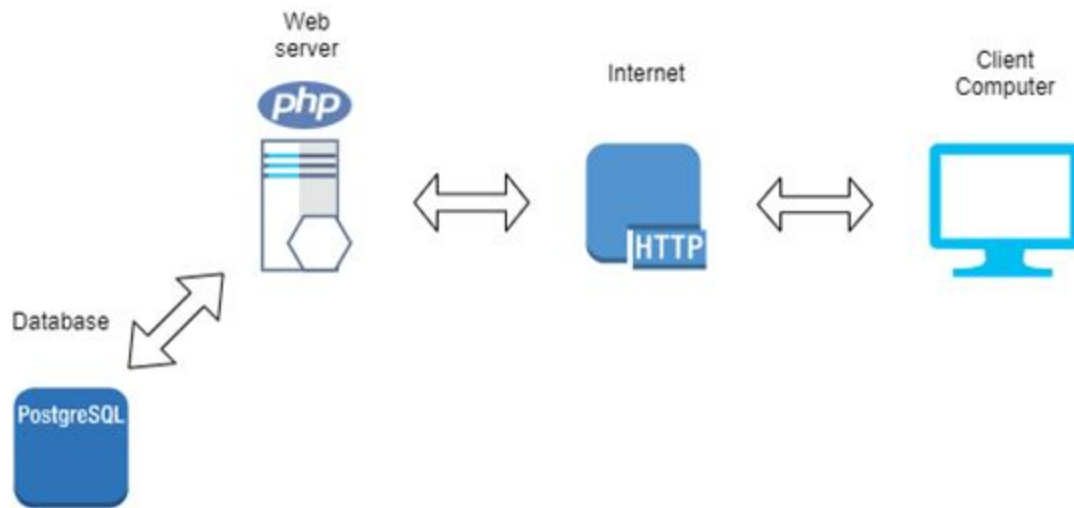 Web
server
php
Internet
Client
Computer
HTTP
Database
PostgreSQL